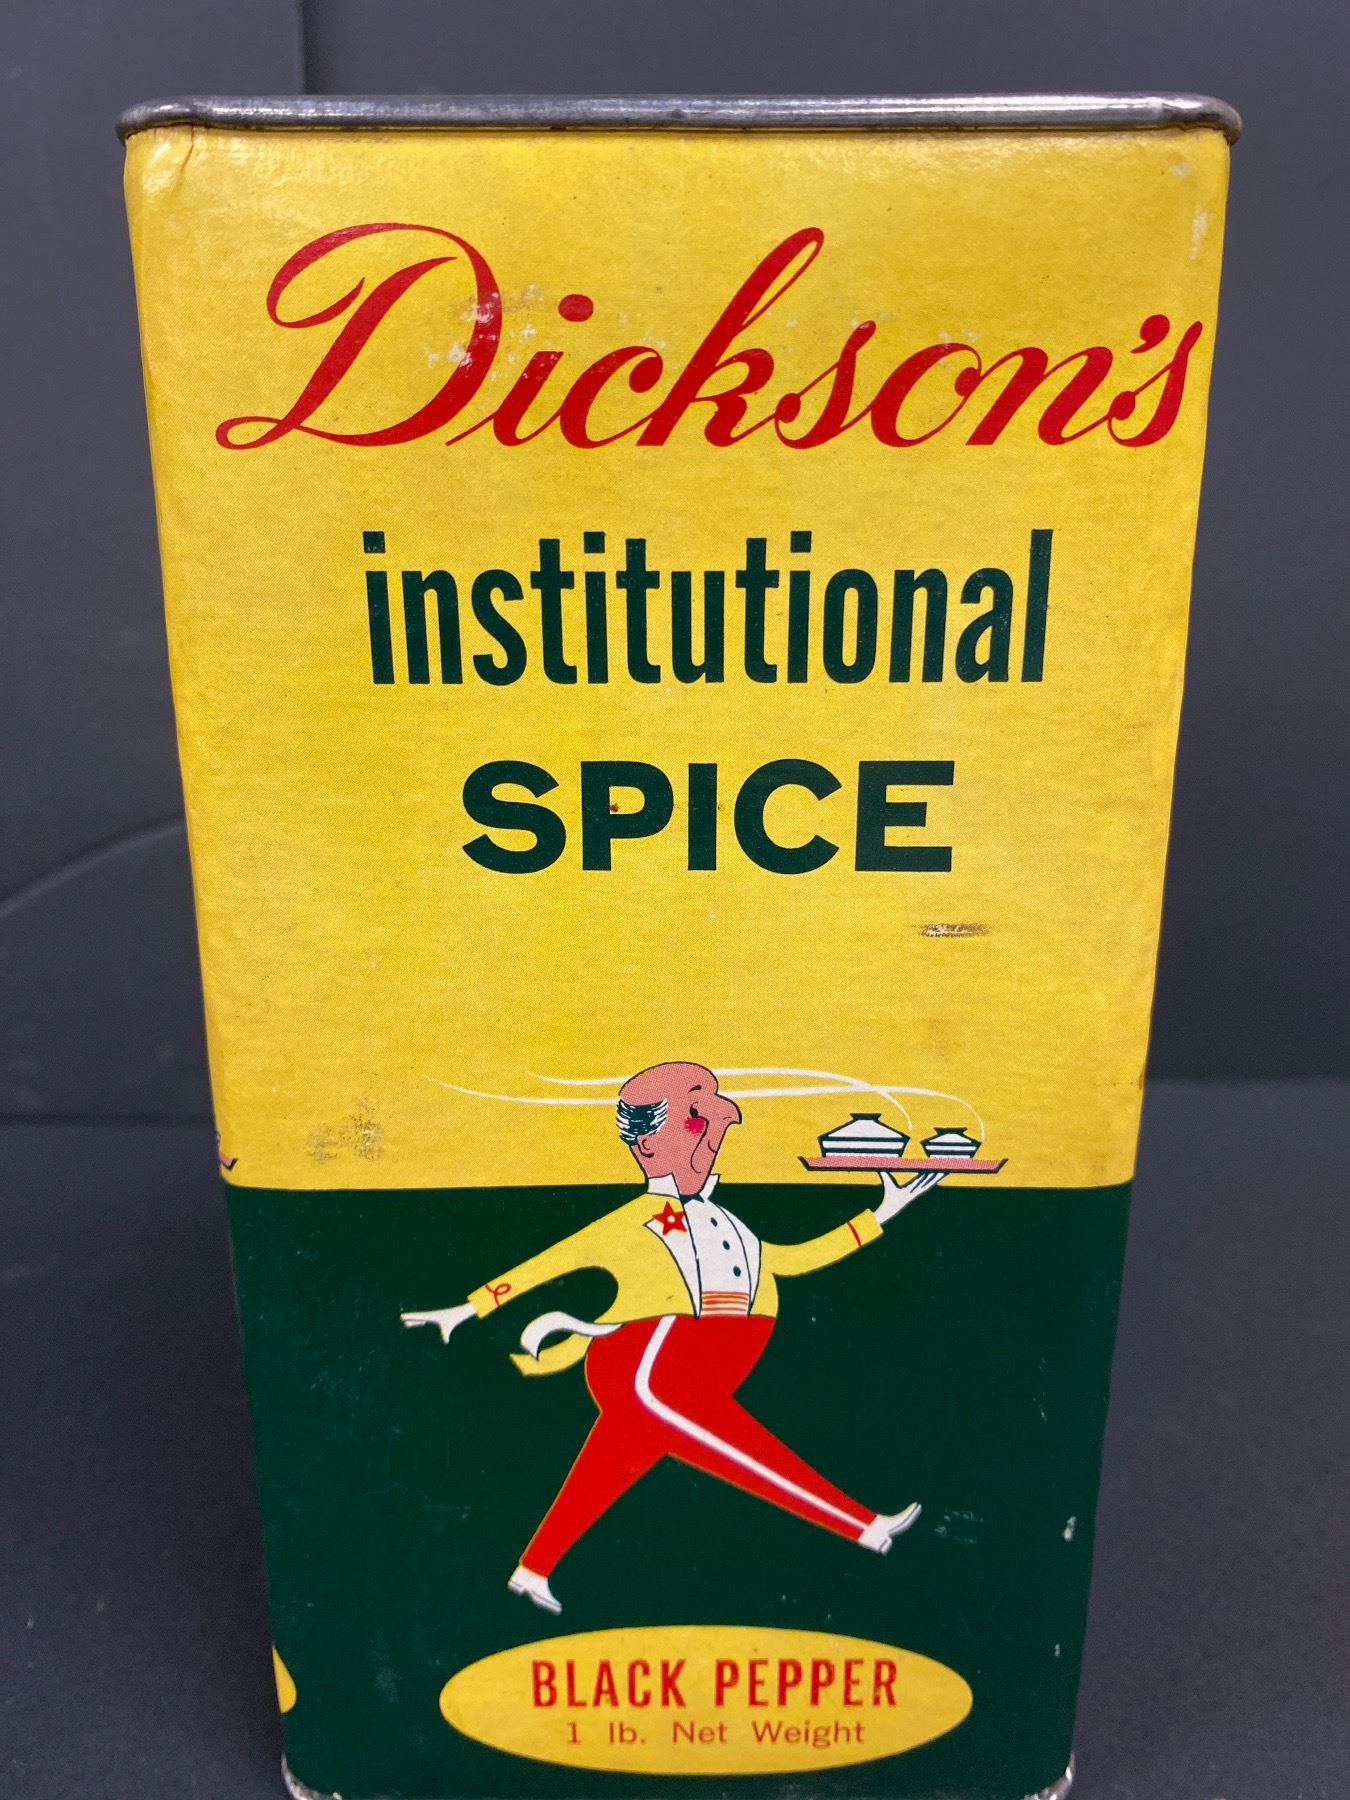 Dickson's
institutional
SPICE
BLACK PEPPER
1 lb. Net Weight